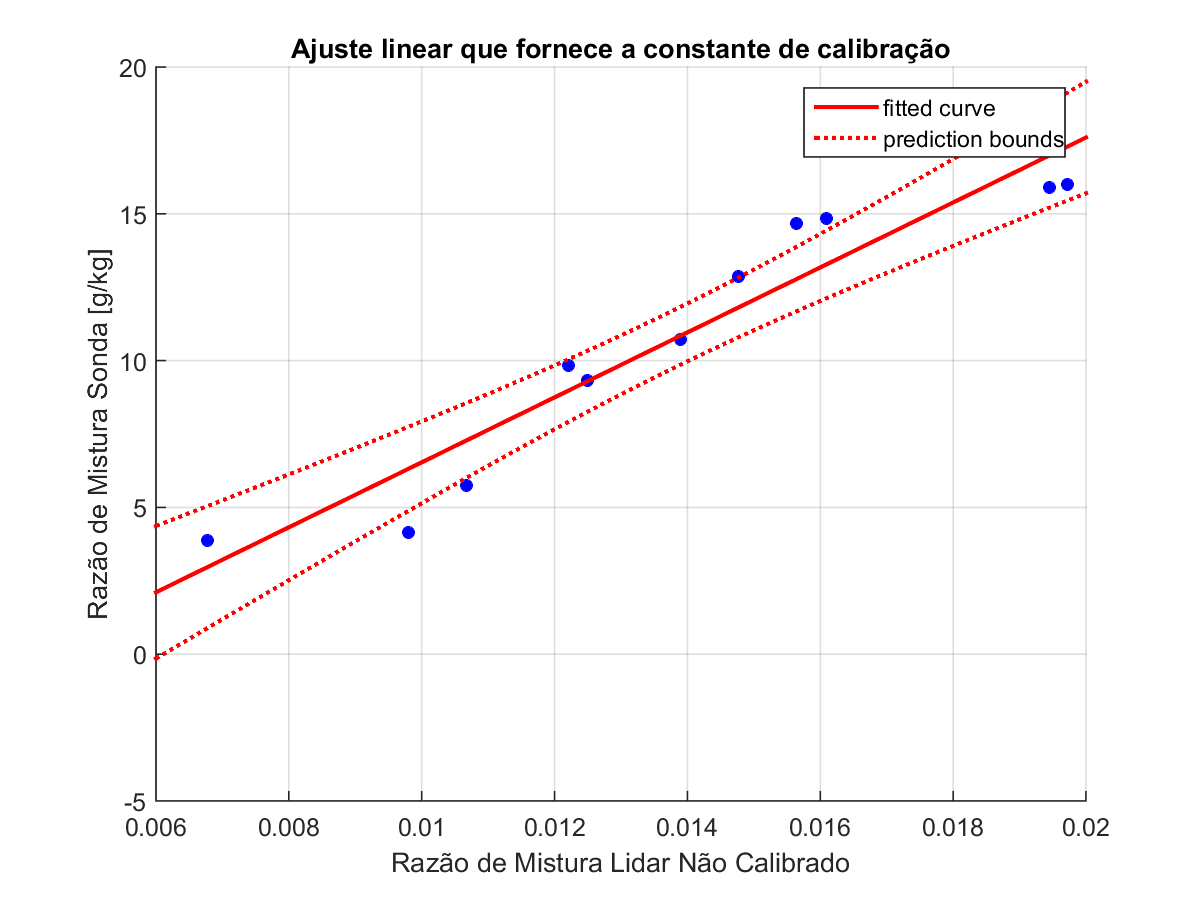 Ajuste linear que fornece a constante de calibração
fitted curve
prediction bounds
Razão de Mistura Sonda [g/kg]
20
15
10
5
0
-5
0.006 0.008 0.01 0.012 0.014 0.016 0.018 0.02
Razão de Mistura Lidar Não Calibrado